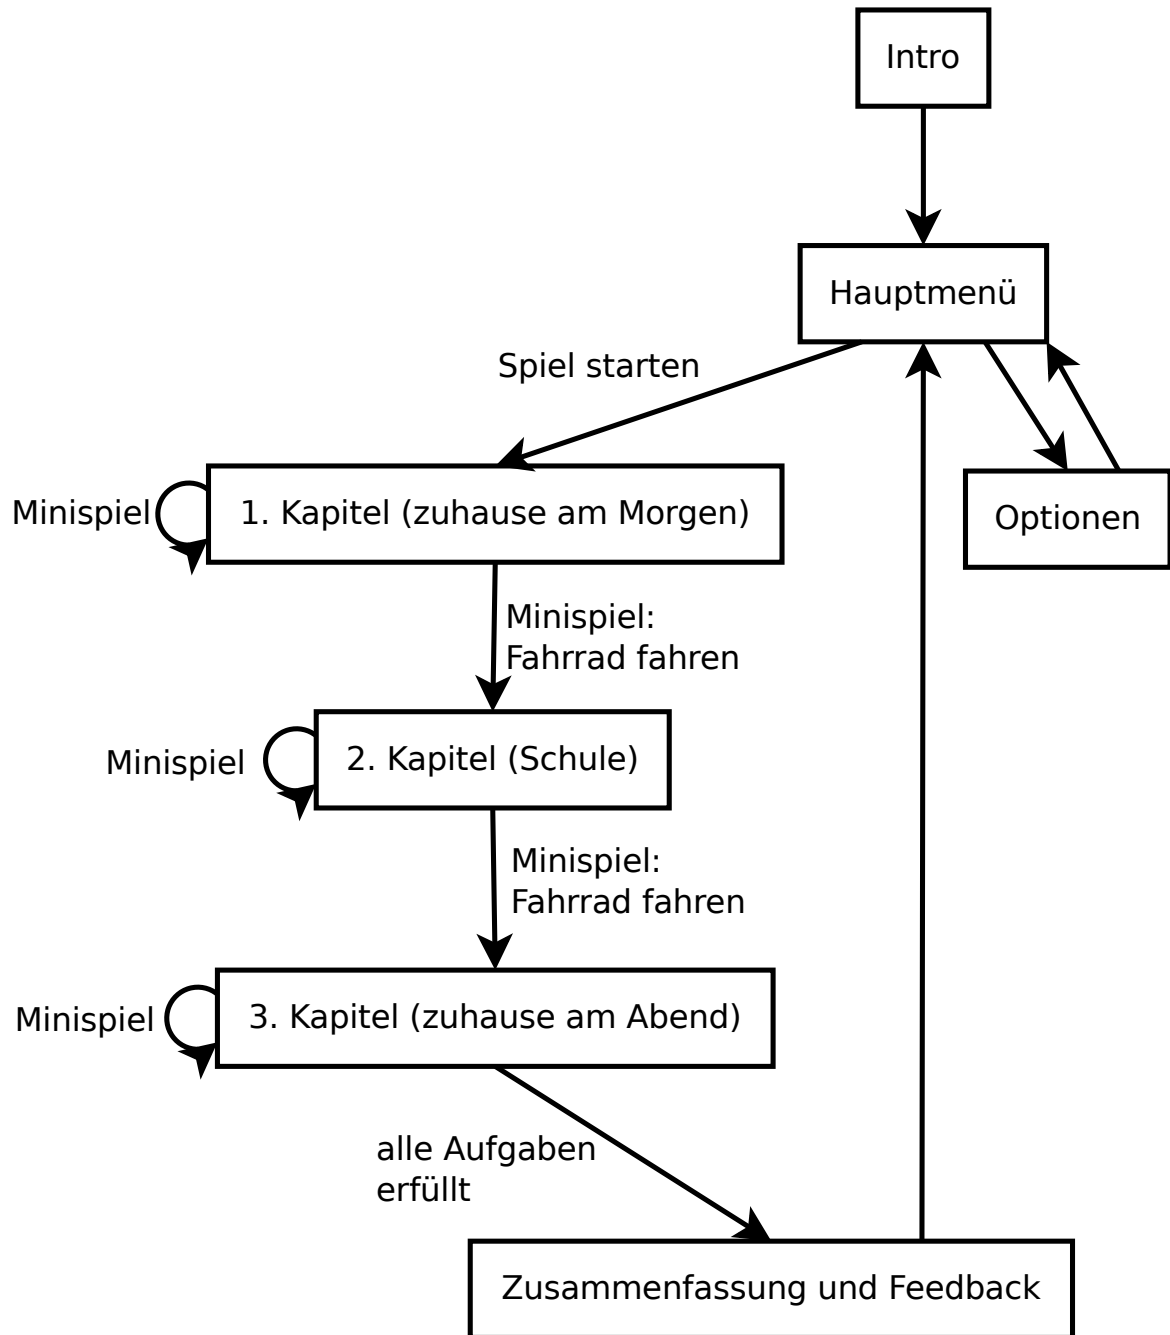 Intro
Hauptmenü
Spiel starten
Minispiel
1. Kapitel (zuhause am Morgen)
Optionen
Minispiel:
Fahrrad fahren
Minispiel
2. Kapitel (Schule)
Minispiel:
Fahrrad fahren
Minispiel
3. Kapitel (zuhause am Abend)
alle Aufgaben
erfüllt
Zusammenfassung und Feedback